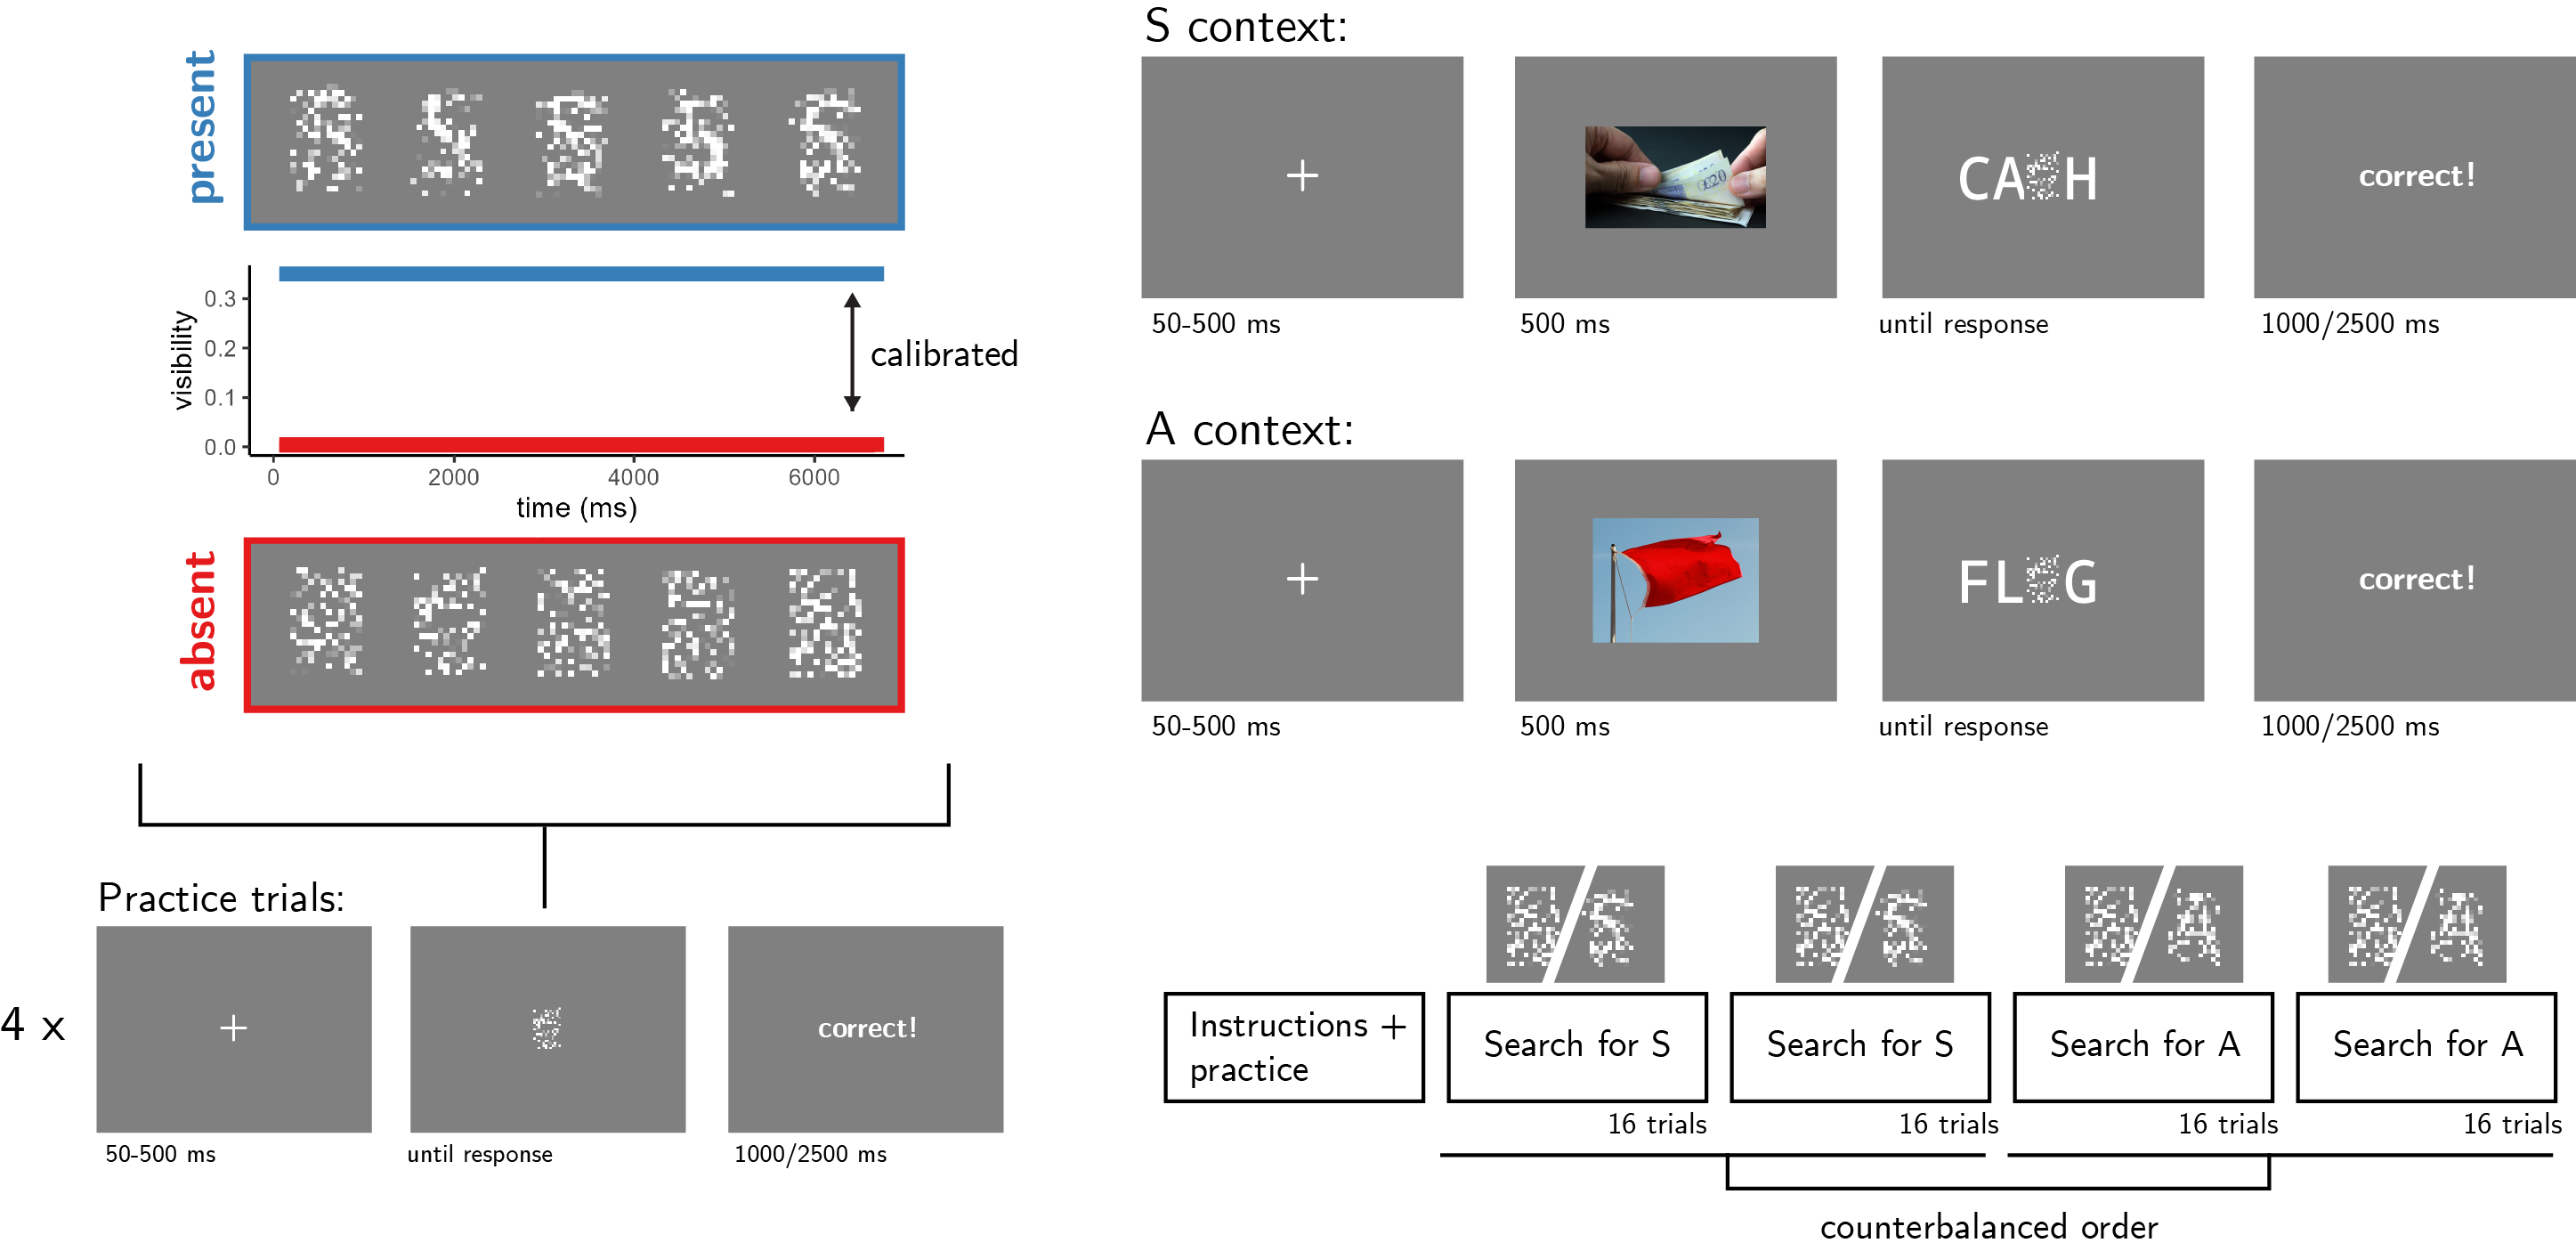 present
0.3
0.2
0.1
0.0
visibility
calibrated
0 2000 4000 6000
time (ms)
absent
Practice trials:
4 x
+
correct!
50-500 ms
until response
1000/2500 ms
S context:
+
£20
CASH
correct!
50-500 ms
500 ms
until response
1000/2500 ms
A context:
+
FL G
correct!
50-500 ms
500 ms
until response
1000/2500 ms
S S A A
Instructions +
practice
Search for S
Search for S
Search for A
Search for A
16 trials
16 trials
16 trials
16 trials
counterbalanced order